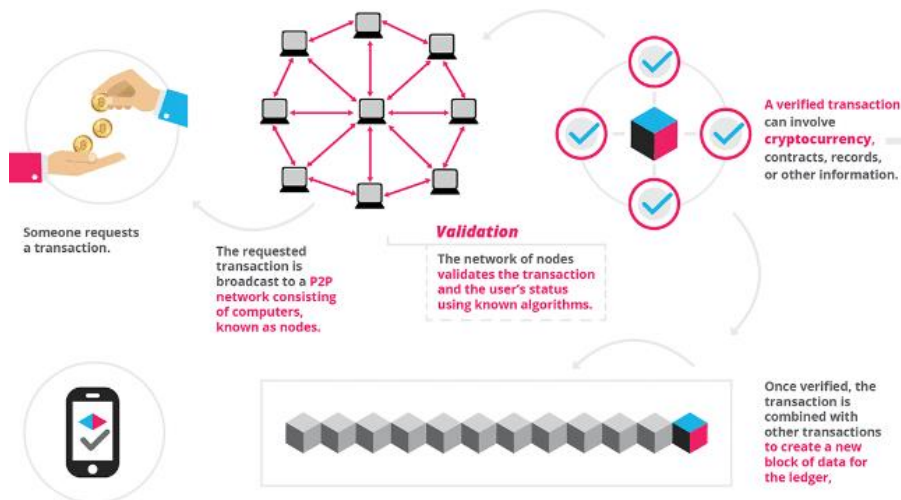 Someone requests
a transaction.
The requested
transaction is
broadcast to a P2P
network consisting
of computers,
known as nodes.
Validation
The network of nodes
validates the transaction
and the user's status
using known algorithms.
A verified transaction
can involve
cryptocurrency,
contracts, records,
or other information.
Once verified, the
transaction is
combined with
other transactions
to create a new
block of data for
the ledger,